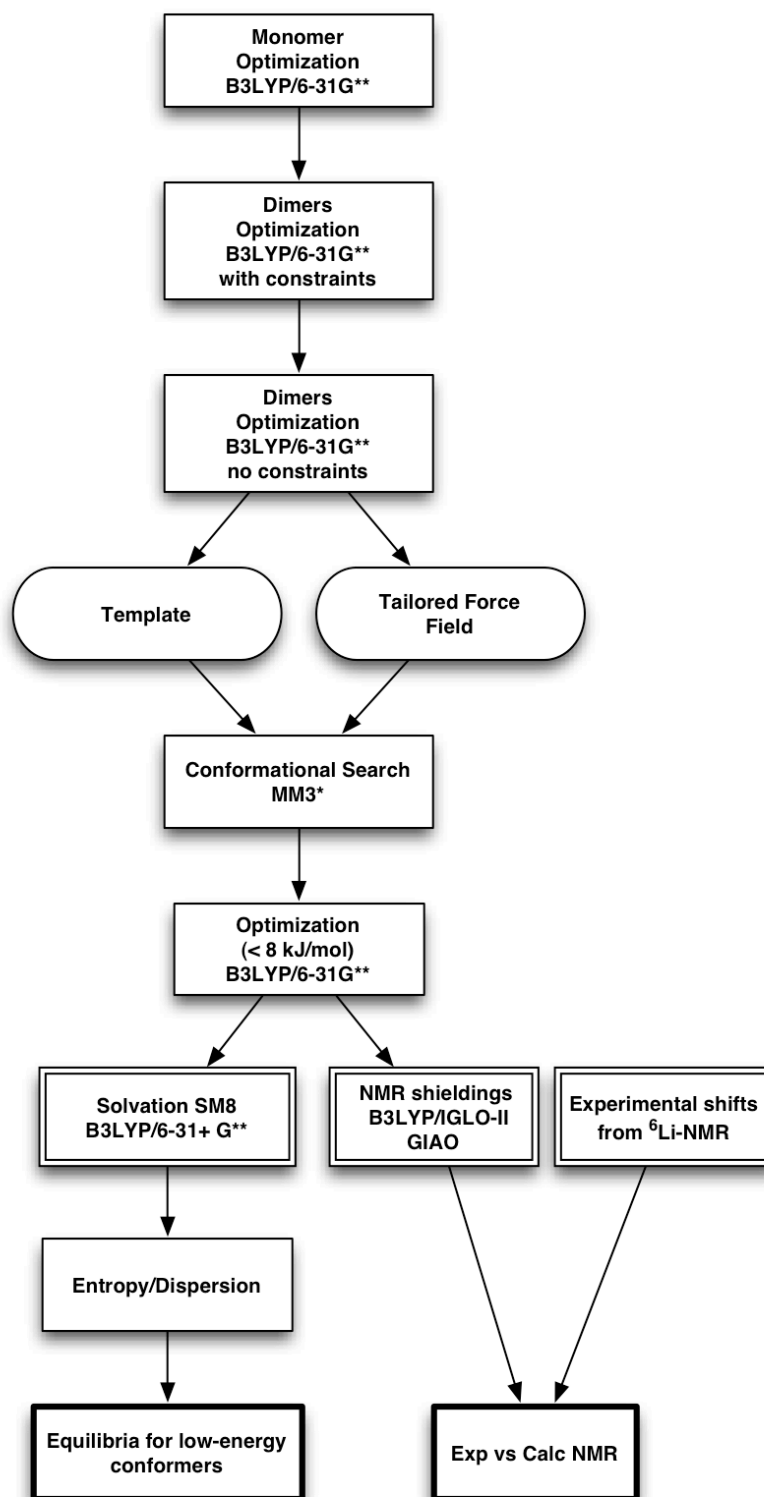 Monomer
Optimization
B3LYP/6-31G**
Dimers
Optimization
B3LYP/6-31G**
with constraints
Dimers
Optimization
B3LYP/6-31G**
no constraints
Template
Tailored Force
Field
Conformational Search
MM3*
Optimization
(< 8 kJ/mol)
B3LYP/6-31G**
Solvation SM8
B3LYP/6-31+ G**
NMR shieldings
B3LYP/IGLO-II
GIAO
Experimental shifts
from ⁶Li-NMR
Entropy/Dispersion
Equilibria for low-energy
conformers
Exp vs Calc NMR